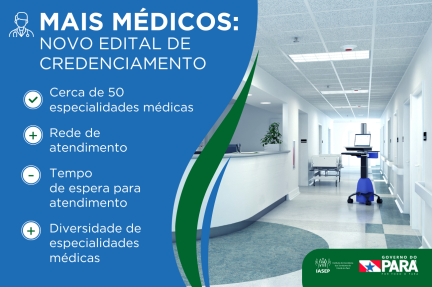 MAIS MÉDICOS:
NOVO EDITAL DE
CREDENCIAMENTO
Cerca de 50
especialidades médicas
+ Rede de
atendimento
- Tempo
de espera para
atendimento
+ Diversidade de
especialidades
médicas
IASEP
GOVERNO DO
PARÁ